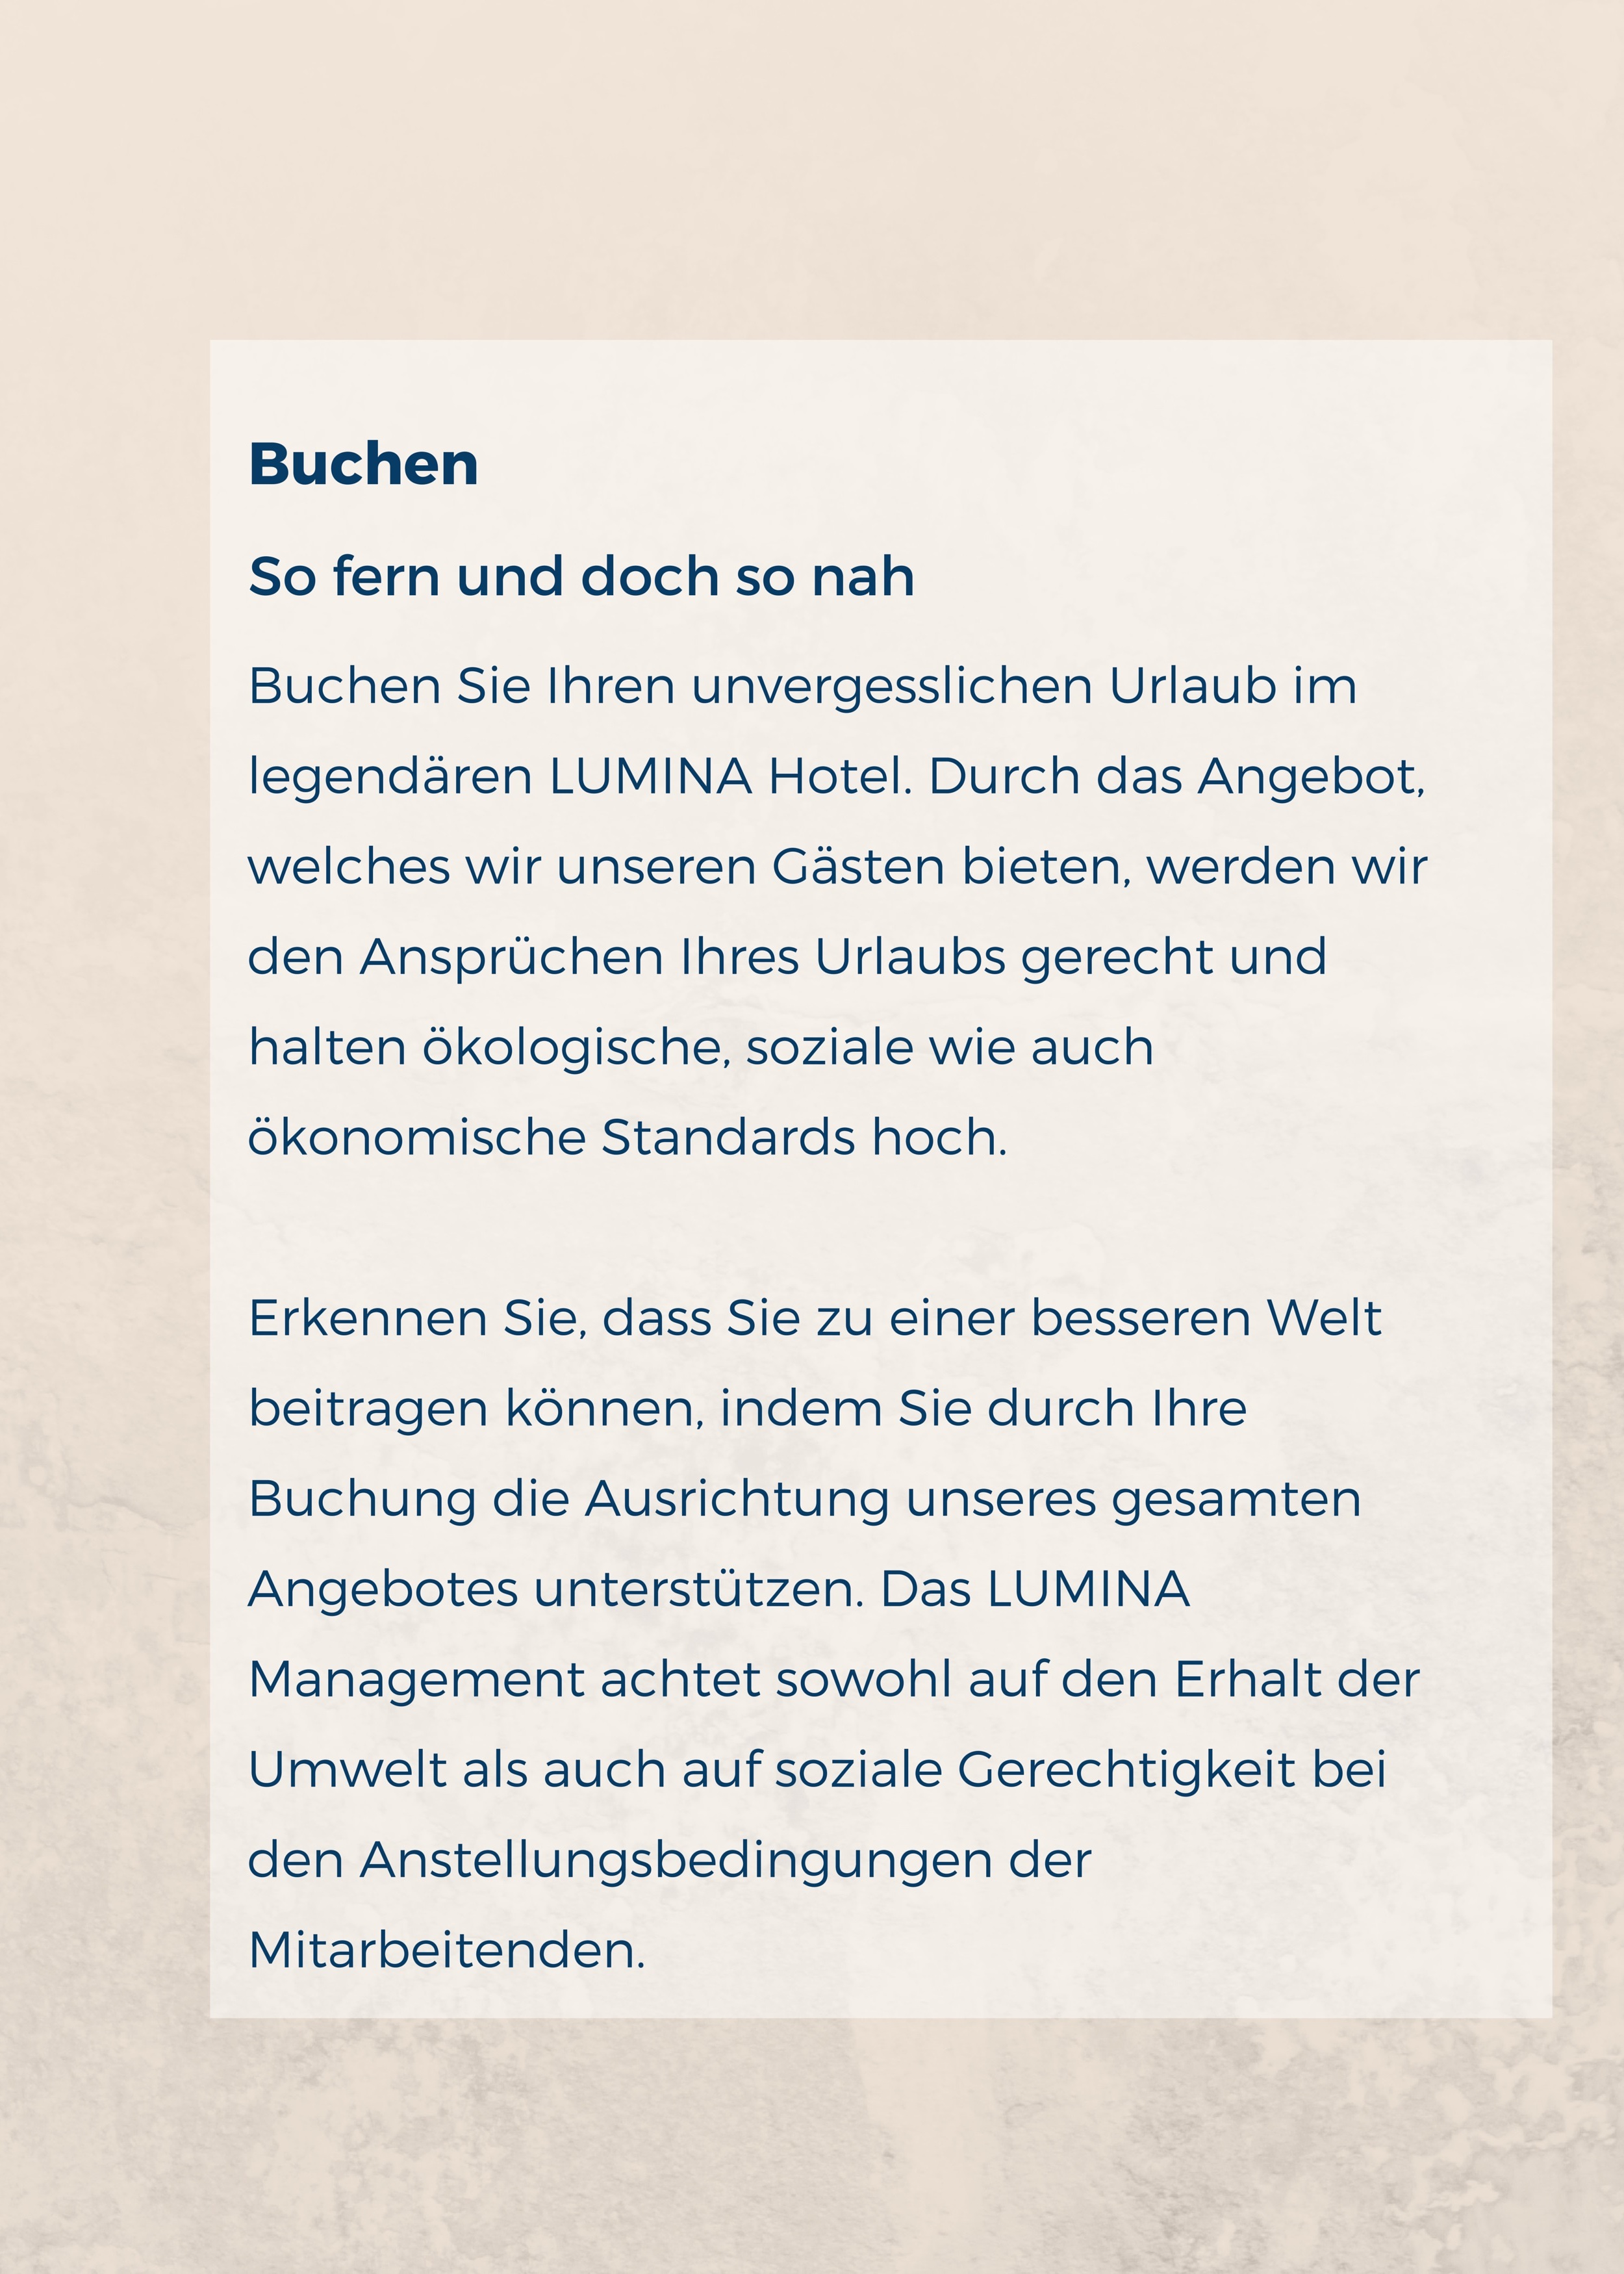 Buchen
So fern und doch so nah
Buchen Sie Ihren unvergesslichen Urlaub im
legendären LUMINA Hotel. Durch das Angebot,
welches wir unseren Gästen bieten, werden wir
den Ansprüchen Ihres Urlaubs gerecht und
halten ökologische, soziale wie auch
ökonomische Standards hoch.
Erkennen Sie, dass Sie zu einer besseren Welt
beitragen können, indem Sie durch Ihre
Buchung die Ausrichtung unseres gesamten
Angebotes unterstützen. Das LUMINA
Management achtet sowohl auf den Erhalt der
Umwelt als auch auf soziale Gerechtigkeit bei
den Anstellungsbedingungen der
Mitarbeitenden.